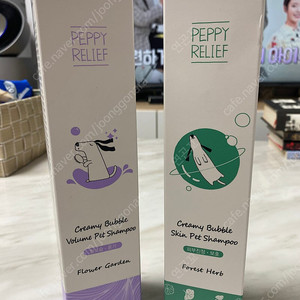 PEPPY
RELIEF
Creamy Bubble
Volume Pet Shampoo
Flower Garden
PEPPY
RELIEF
Creamy Bubble
Skin Pet Shampoo
Forest Herb